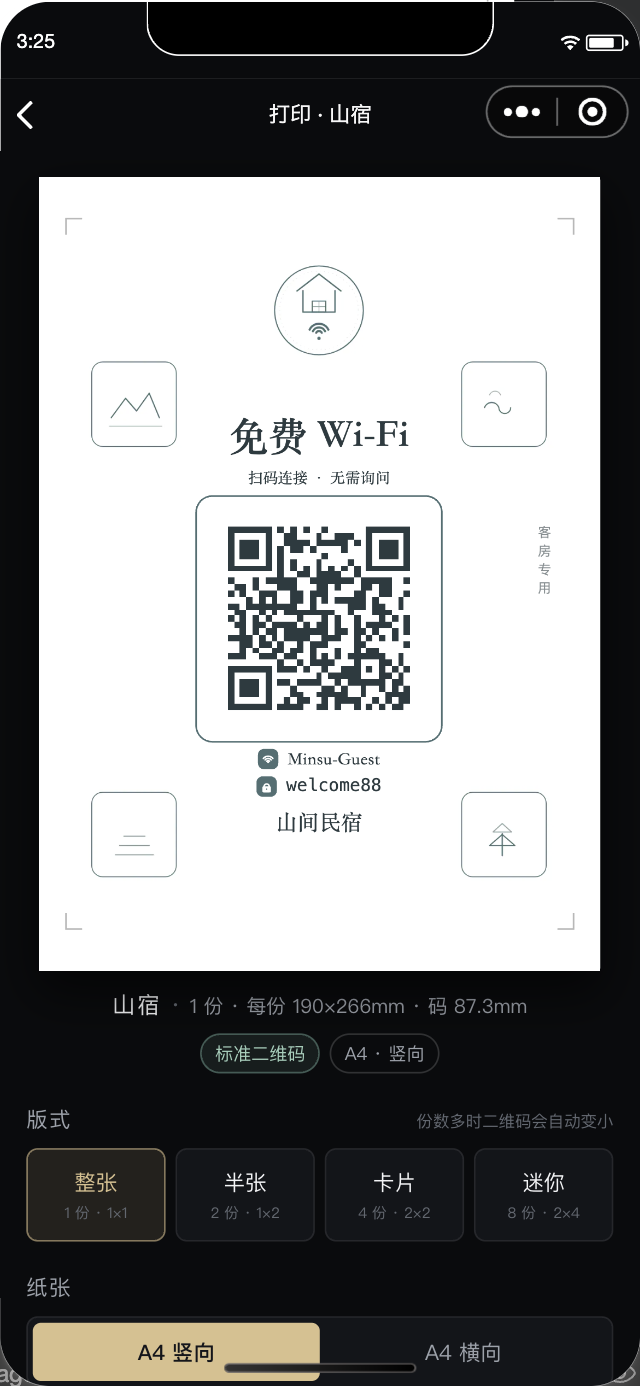 3:25
打印 · 山宿
免费 Wi-Fi
扫码连接 · 无需询问
客房专用
Minsu-Guest
welcome88
山间民宿
山宿 · 1 份 · 每份 190×266mm · 码 87.3mm
标准二维码
A4 · 竖向
版式
份数多时二维码会自动变小
整张
1 份 · 1×1
半张
2 份 · 1×2
卡片
4 份 · 2×2
迷你
8 份 · 2×4
纸张
A4 竖向
A4 横向